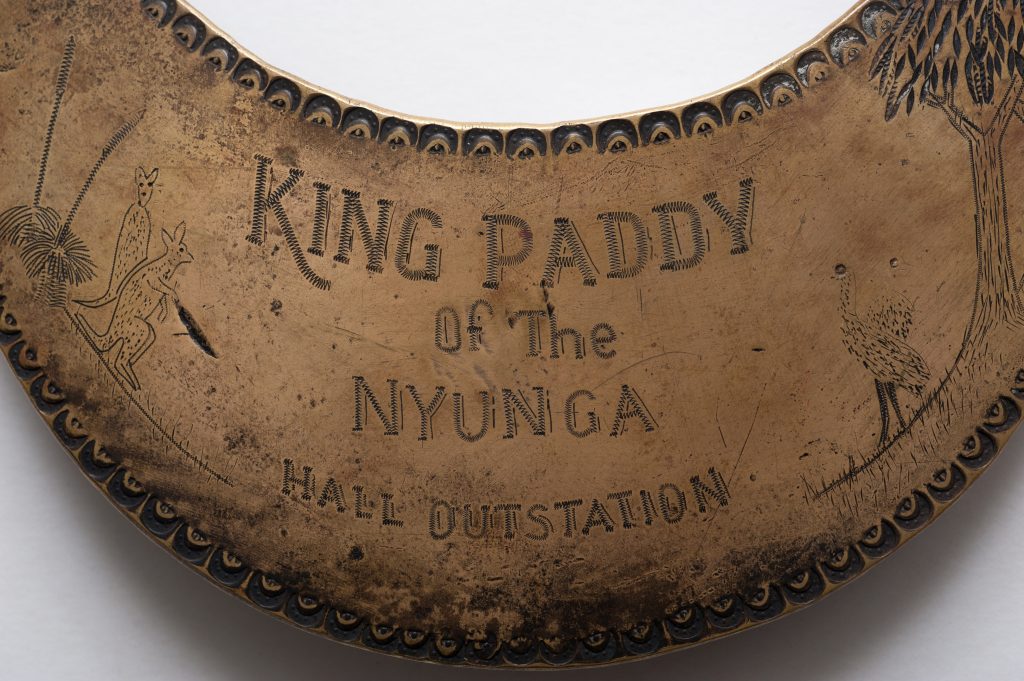 KING PADDY
Of The
NYUNGA
HALL OUTSTATION